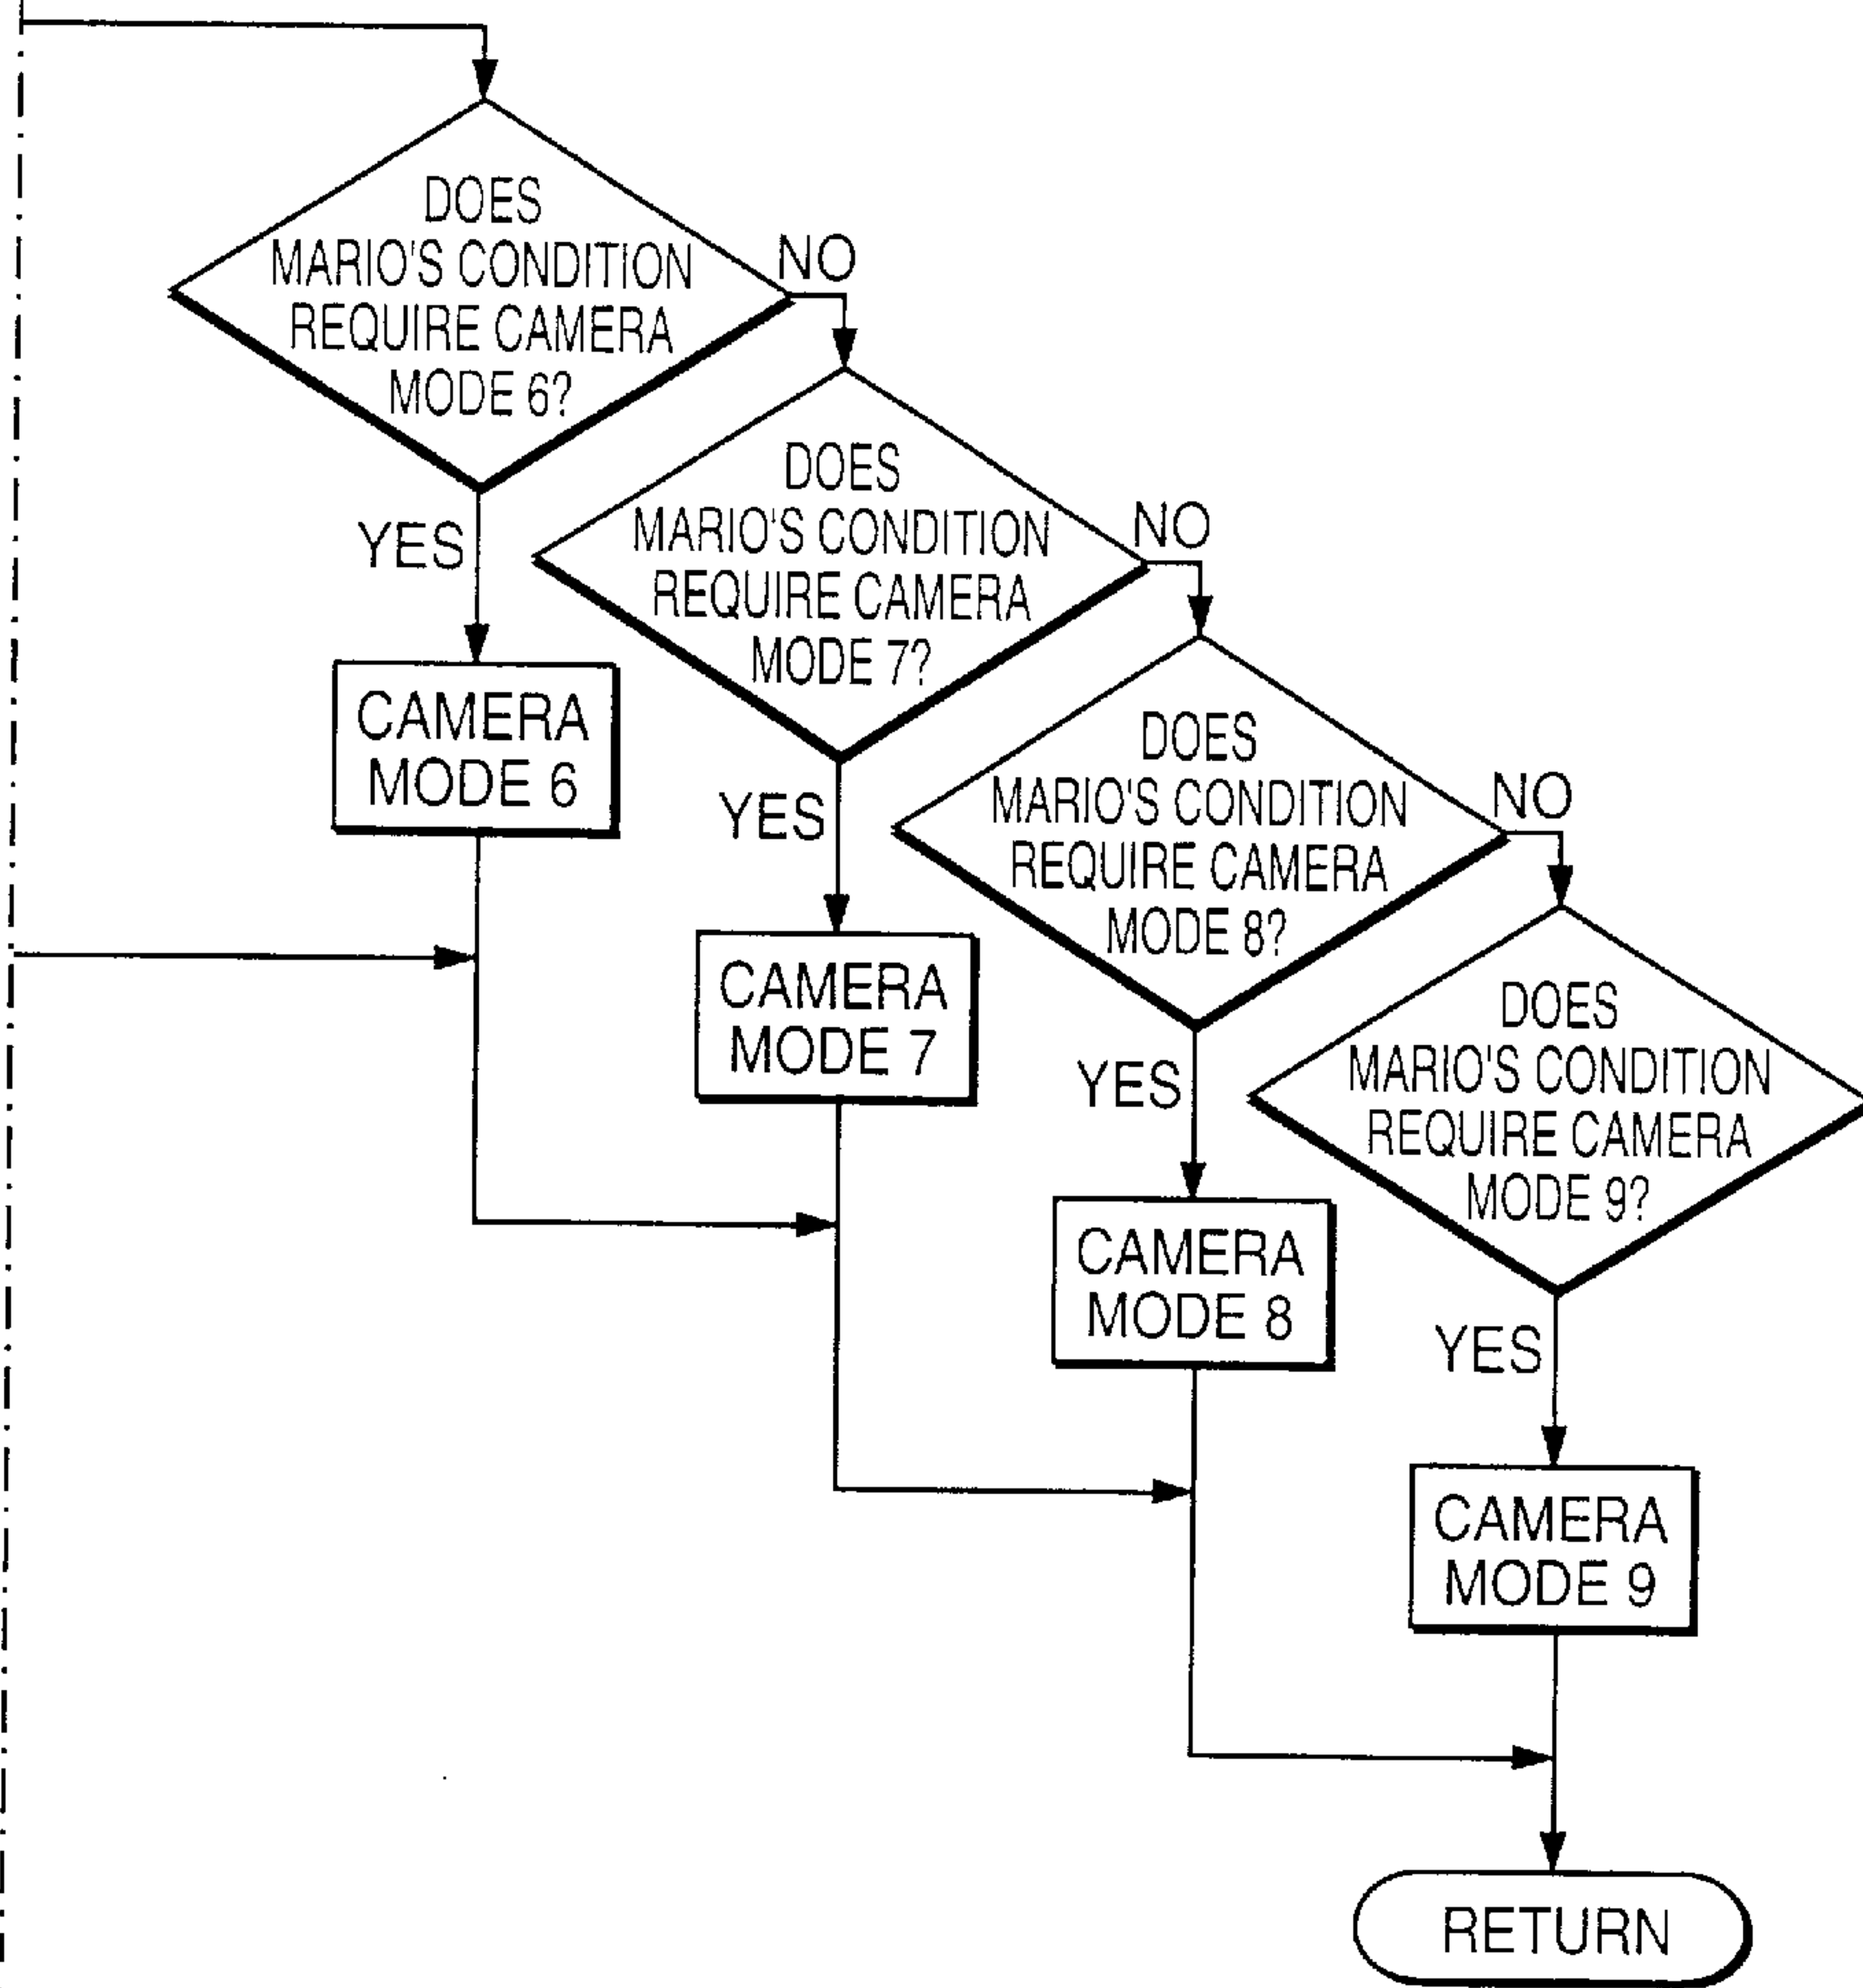 DOES
MARIO'S CONDITION
REQUIRE CAMERA
MODE 6?
NO
YES
CAMERA
MODE 6
DOES
MARIO'S CONDITION
REQUIRE CAMERA
MODE 7?
NO
YES
CAMERA
MODE 7
DOES
MARIO'S CONDITION
REQUIRE CAMERA
MODE 8?
NO
YES
CAMERA
MODE 8
DOES
MARIO'S CONDITION
REQUIRE CAMERA
MODE 9?
YES
CAMERA
MODE 9
RETURN